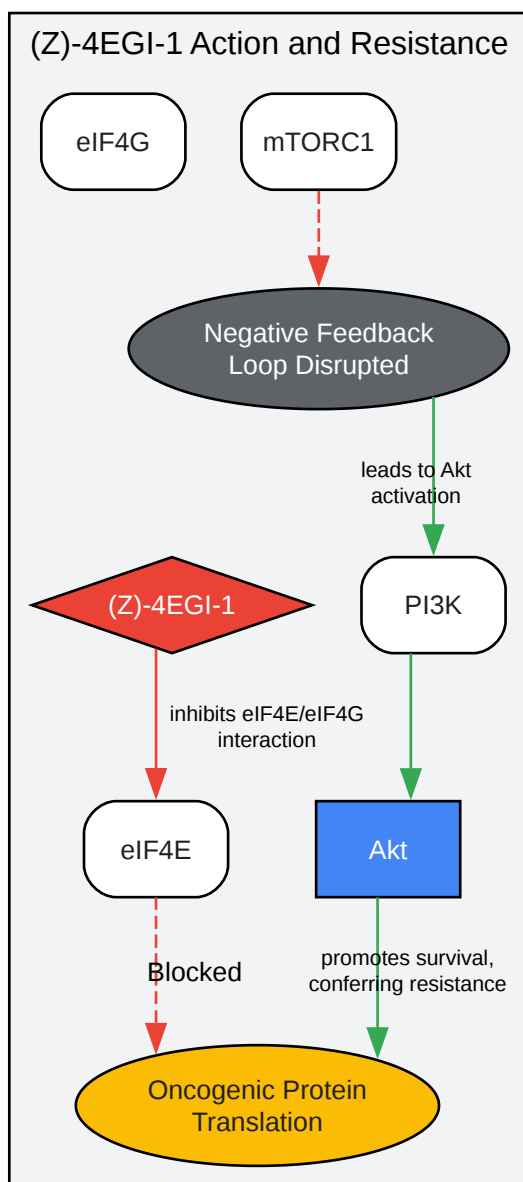 (Z)-4EGI-1 Action and Resistance
eIF4G
mTORC1
Negative Feedback
Loop Disrupted
leads to Akt
activation
(Z)-4EGI-1
PI3K
inhibits eIF4E/eIF4G
interaction
eIF4E
Akt
Blocked
promotes survival,
conferring resistance
Oncogenic Protein
Translation